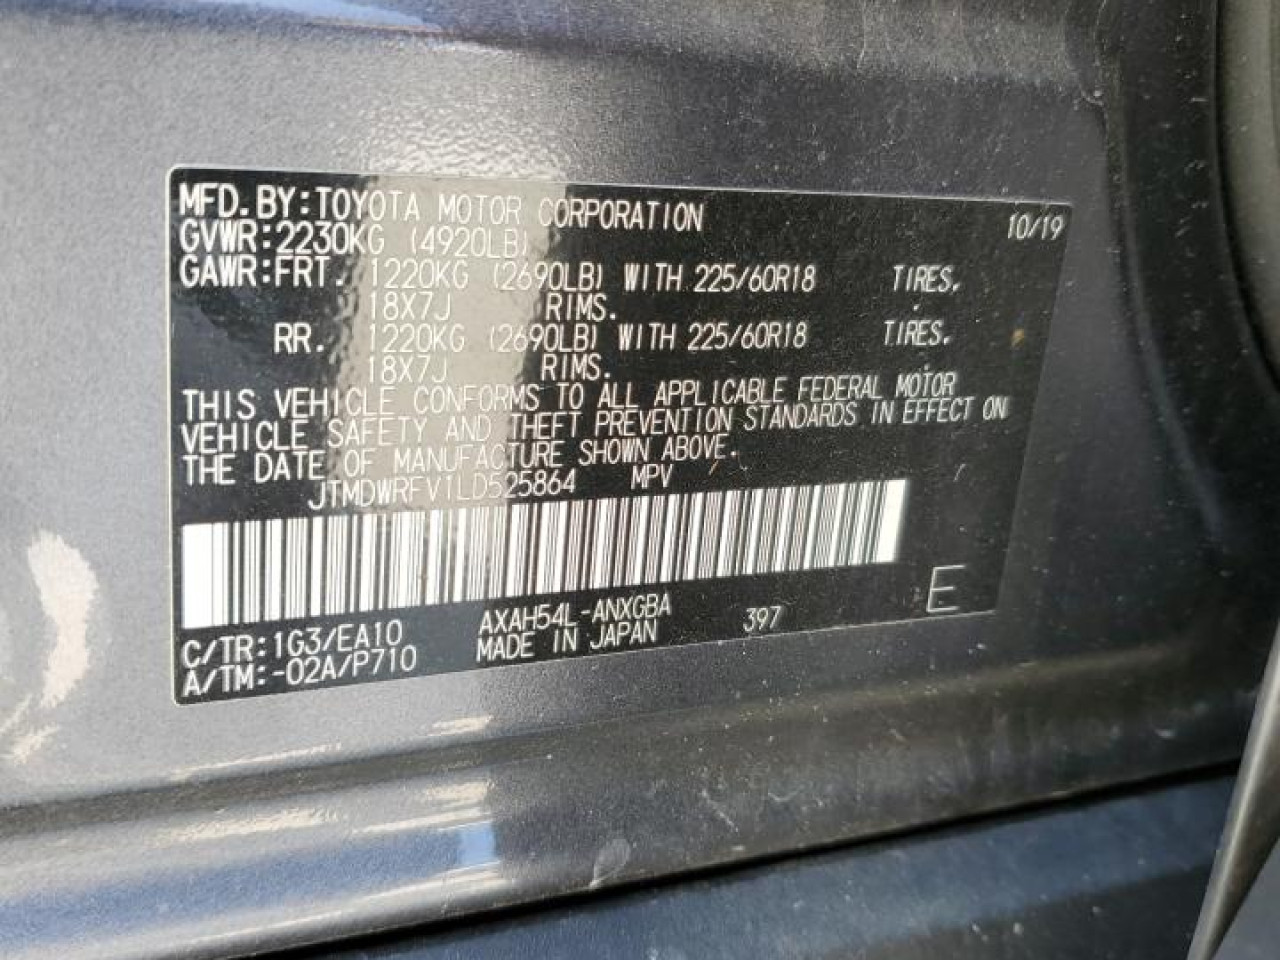 MFD.BY:TOYOTA MOTOR CORPORATION 10/19
GVWR:2230KG (4920LB)
GAWR:FRT. 1220KG (2690LB) WITH 225/60R18 TIRES,
18X7J RIMS.
RR. 1220KG (2690LB) WITH 225/60R18 TIRES.
18X7J RIMS.
THIS VEHICLE CONFORMS TO ALL APPLICABLE FEDERAL MOTOR
VEHICLE SAFETY AND THEFT PREVENTION STANDARDS IN EFFECT ON
THE DATE OF MANUFACTURE SHOWN ABOVE.
JTMDWRFV1LD525864 MPV
C/TR:1G3/EA10 AXAH54L-ANXGBA 397 E
A/TM:-02A/P710 MADE IN JAPAN